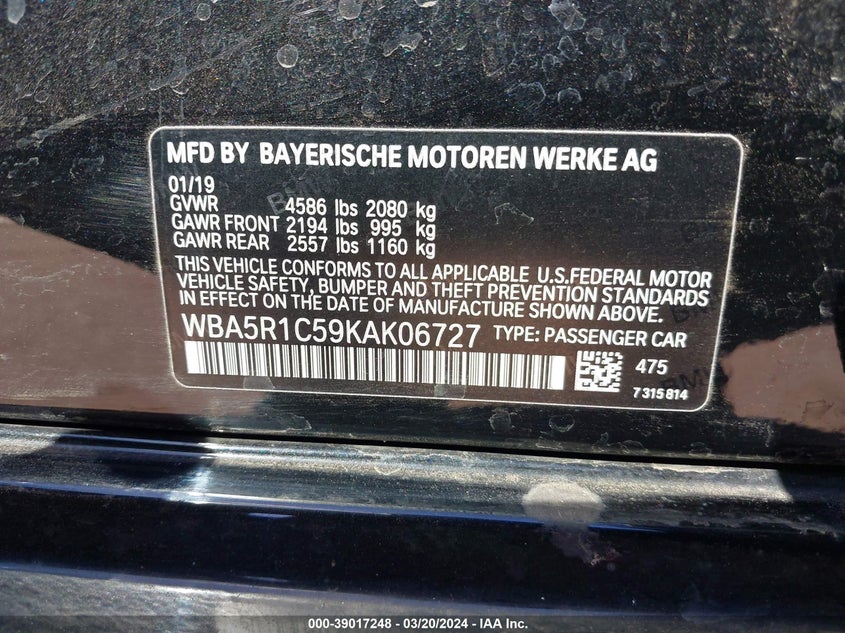 MFD BY BAYERISCHE MOTOREN WERKE AG
01/19
GVWR 4586 lbs 2080 kg
GAWR FRONT 2194 lbs 995 kg
GAWR REAR 2557 lbs 1160 kg
THIS VEHICLE CONFORMS TO ALL APPLICABLE U.S.FEDERAL MOTOR
VEHICLE SAFETY, BUMPER AND THEFT PREVENTION STANDARDS
IN EFFECT ON THE DATE OF MANUFACTURE SHOWN ABOVE.
WBA5R1C59KAK06727 TYPE: PASSENGER CAR
475
7315814
000-39017248 - 03/20/2024 - IAA Inc.